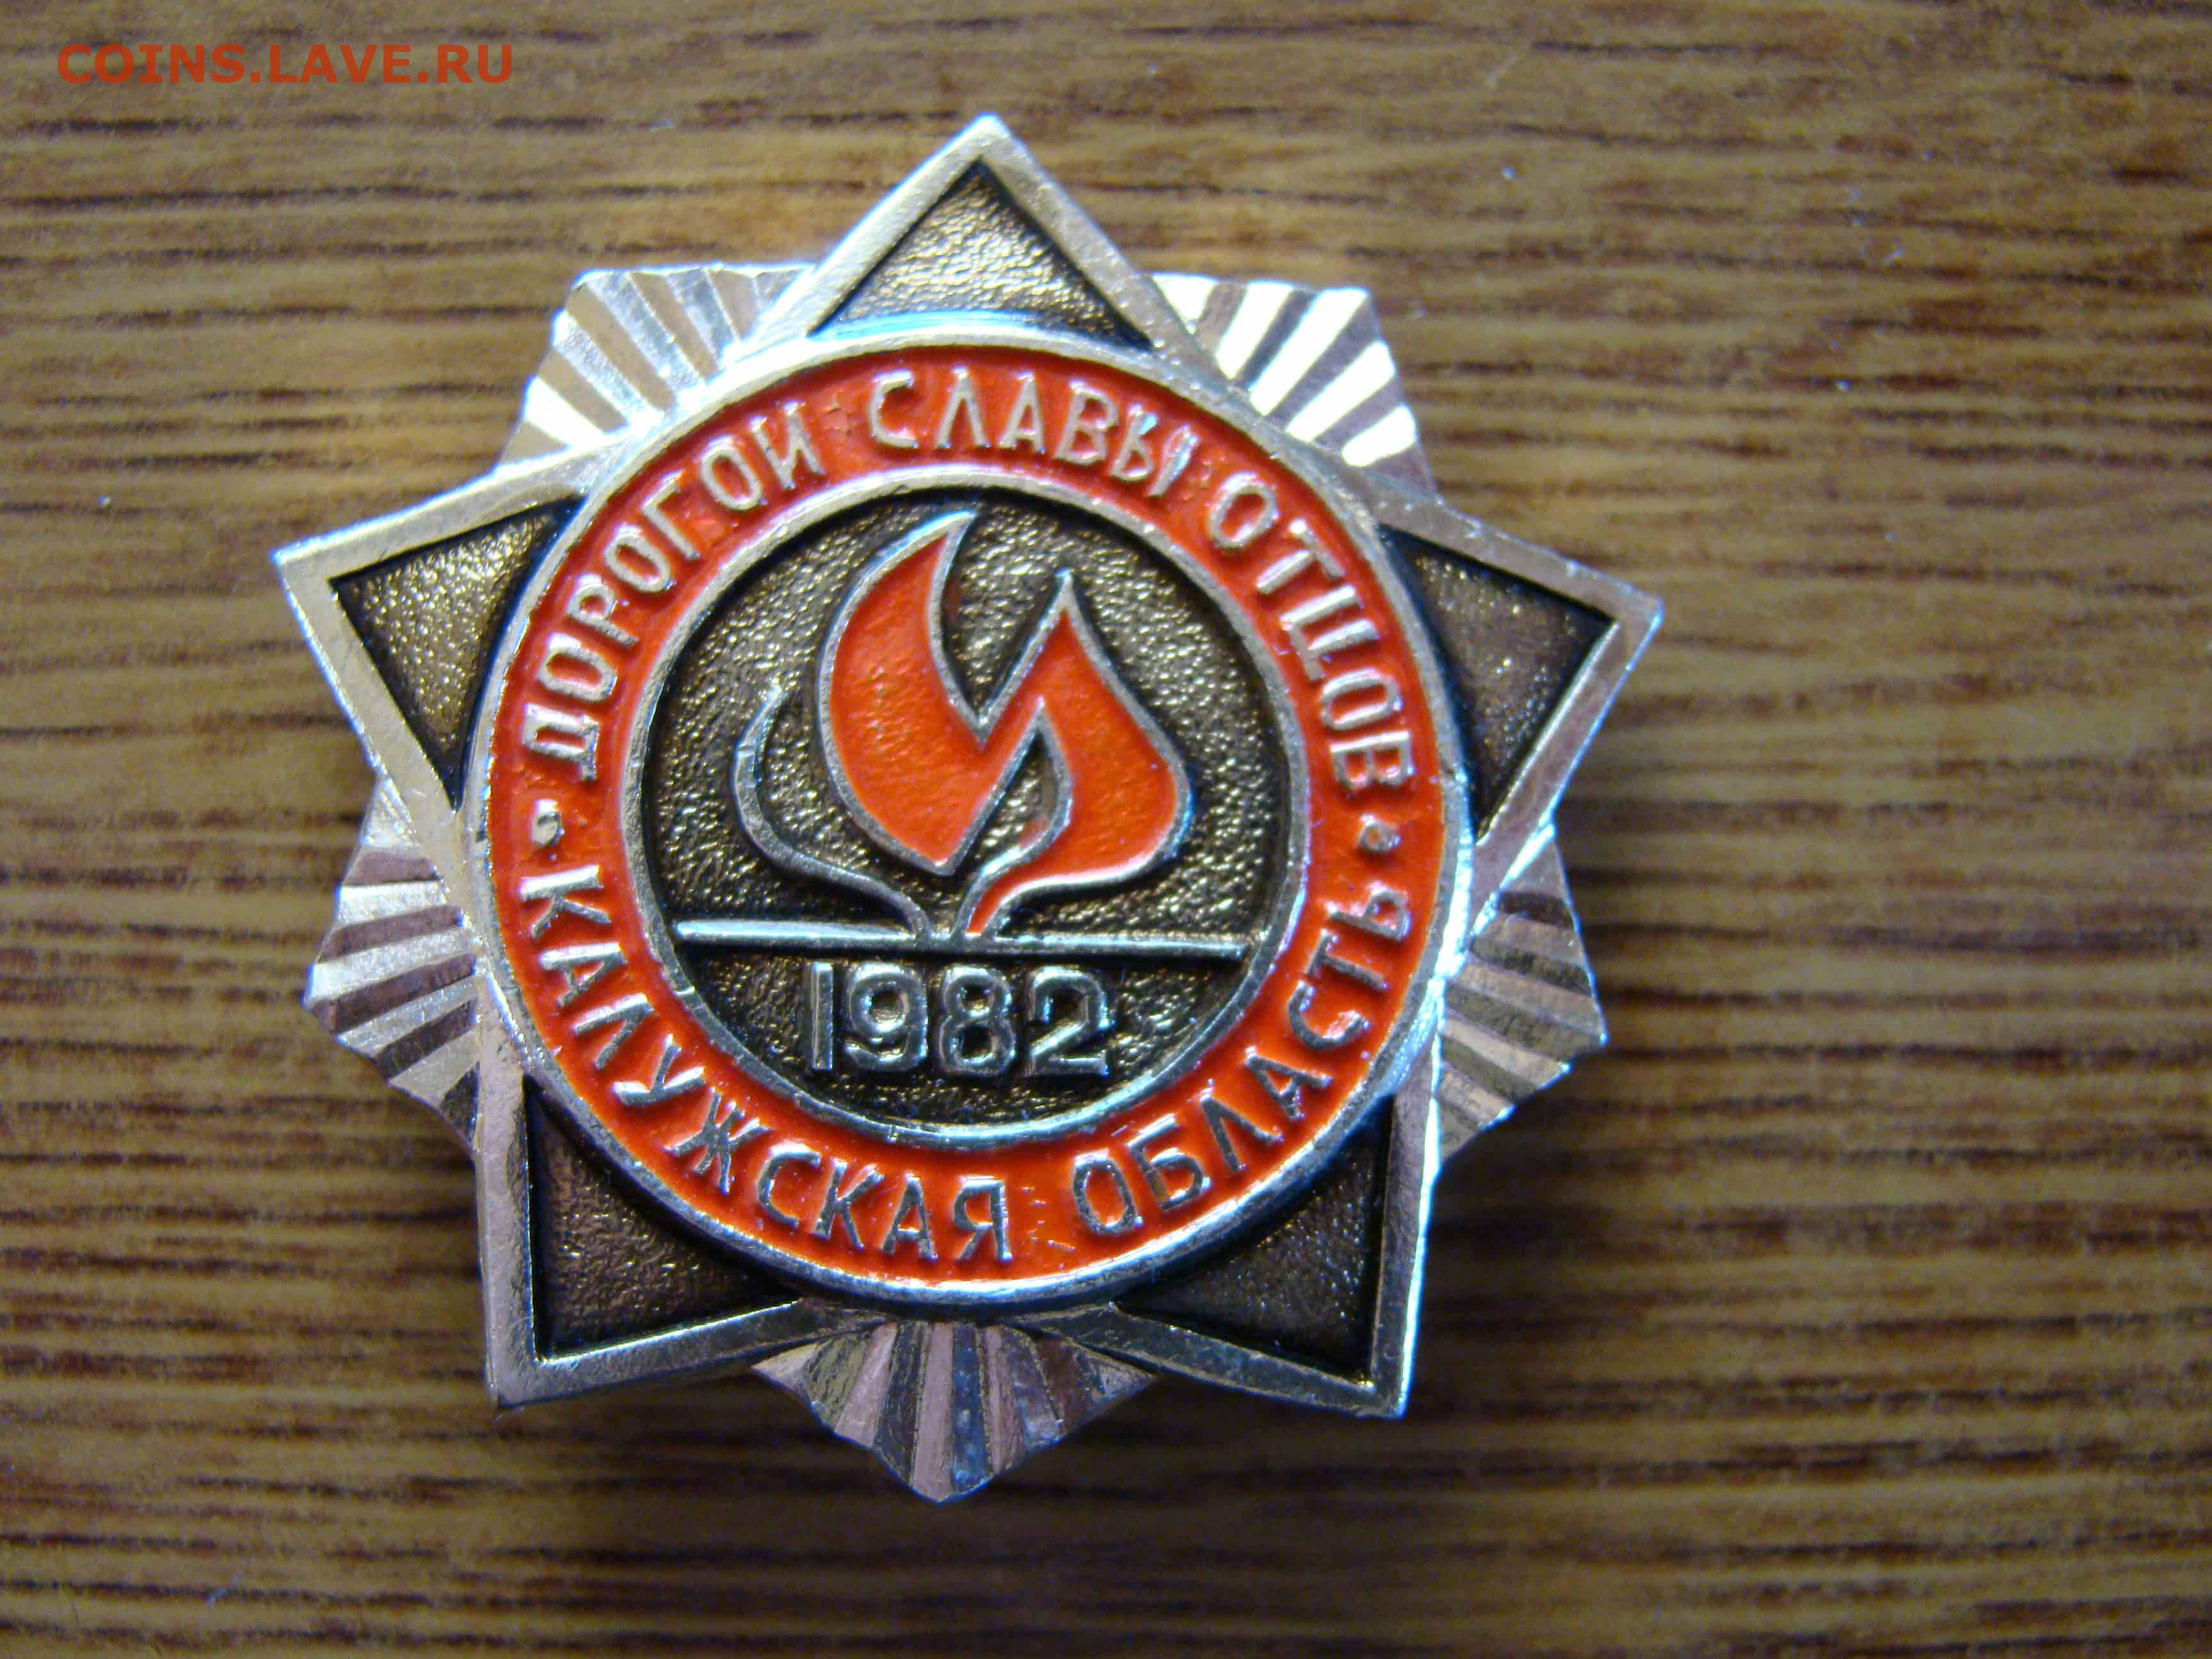 COINS.LAVE.RU
ДОРОГОЙ СЛАВЫ ОТЦОВ
1982
КАЛУЖСКАЯ ОБЛАСТЬ